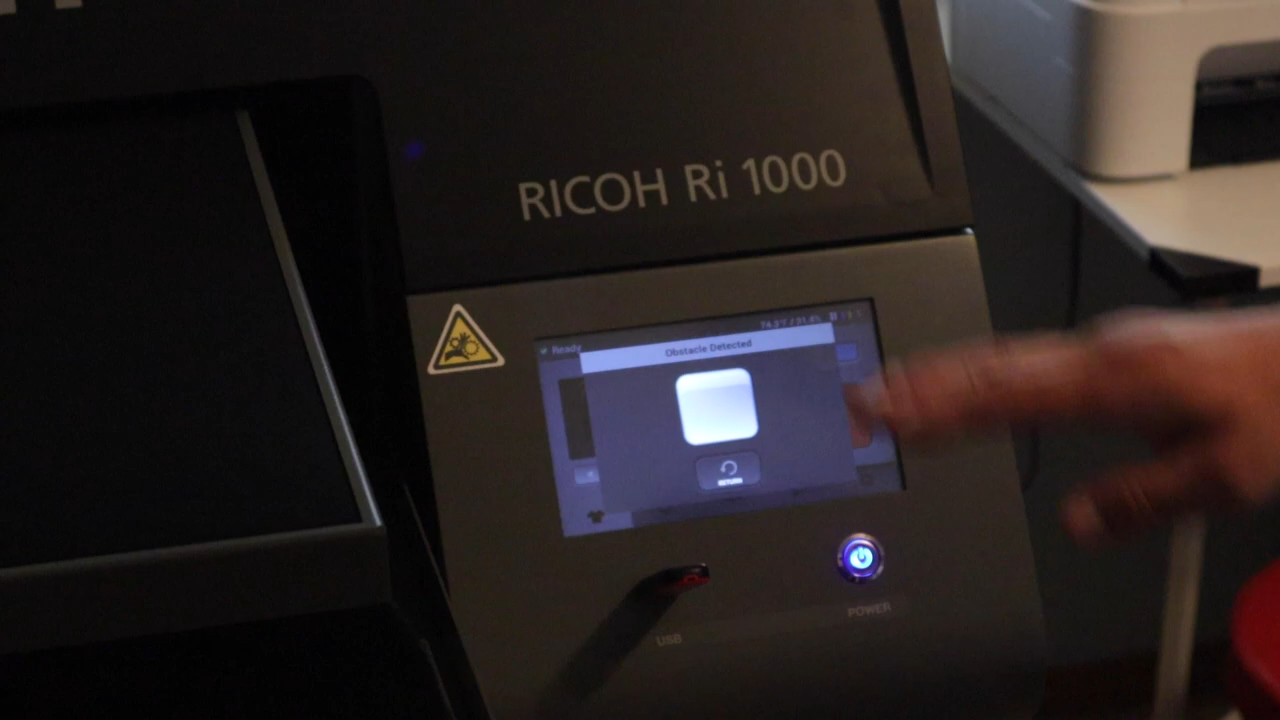 RICOH Ri 1000
Ready
Obstacle Detected
RETURN
POWER
USB